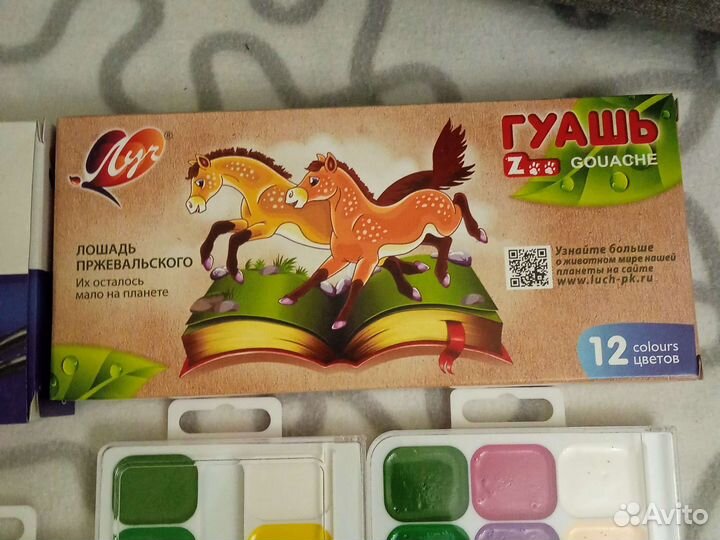 Луч®
ГУАШЬ
Zoo GOUACHE
ЛОШАДЬ
ПРЖЕВАЛЬСКОГО
Их осталось
мало на планете
Узнайте больше
о животном мире нашей
планеты на сайте
www.luch-pk.ru
12 colours
цветов
Avito